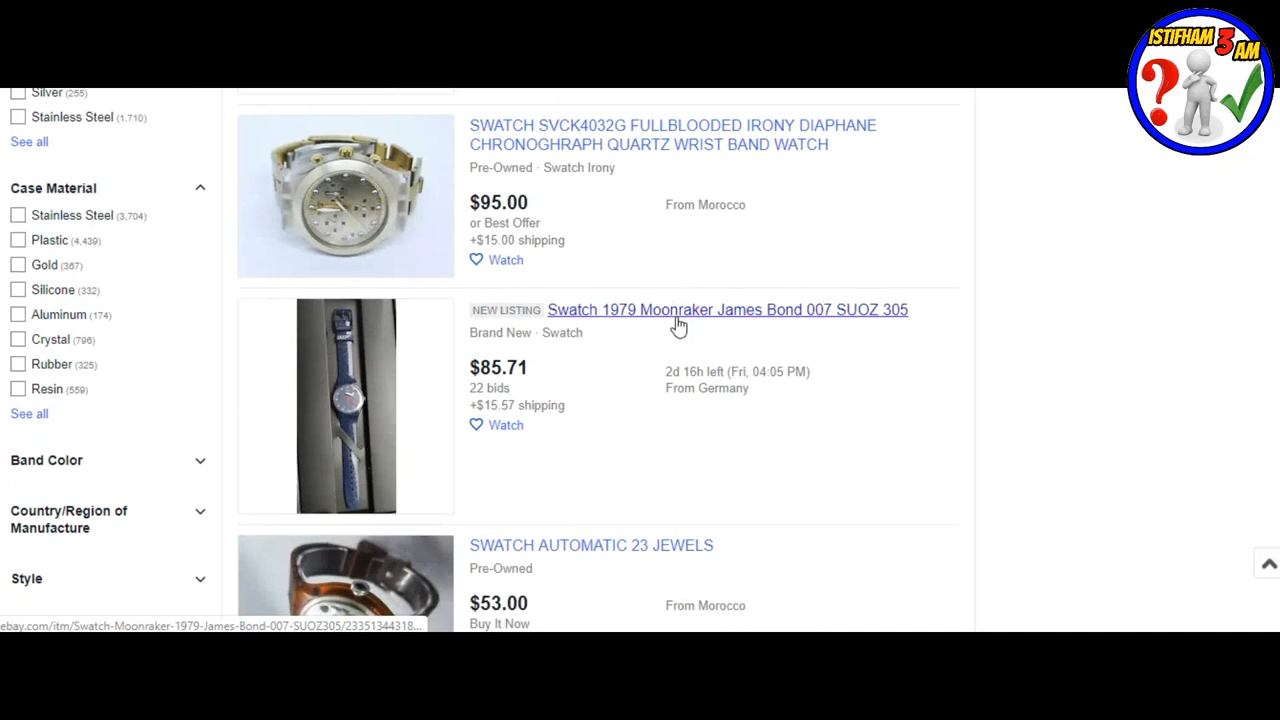 ISTIFHAM 3 AM
Silver (255)
Stainless Steel (1,710)
See all
Case Material
Stainless Steel (3,704)
Plastic (4,439)
Gold (367)
Silicone (332)
Aluminum (174)
Crystal (796)
Rubber (325)
Resin (559)
See all
Band Color
Country/Region of
Manufacture
Style
SWATCH SVCK4032G FULLBLOODED IRONY DIAPHANE
CHRONOGHRAPH QUARTZ WRIST BAND WATCH
Pre-Owned · Swatch Irony
$95.00
From Morocco
or Best Offer
+$15.00 shipping
Watch
NEW LISTING Swatch 1979 Moonraker James Bond 007 SUOZ 305
Brand New · Swatch
$85.71
2d 16h left (Fri, 04:05 PM)
22 bids
From Germany
+$15.57 shipping
Watch
SWATCH AUTOMATIC 23 JEWELS
Pre-Owned
$53.00
From Morocco
Buy It Now
ebay.com/itm/Swatch-Moonraker-1979-James-Bond-007-SUOZ305/23351344318...